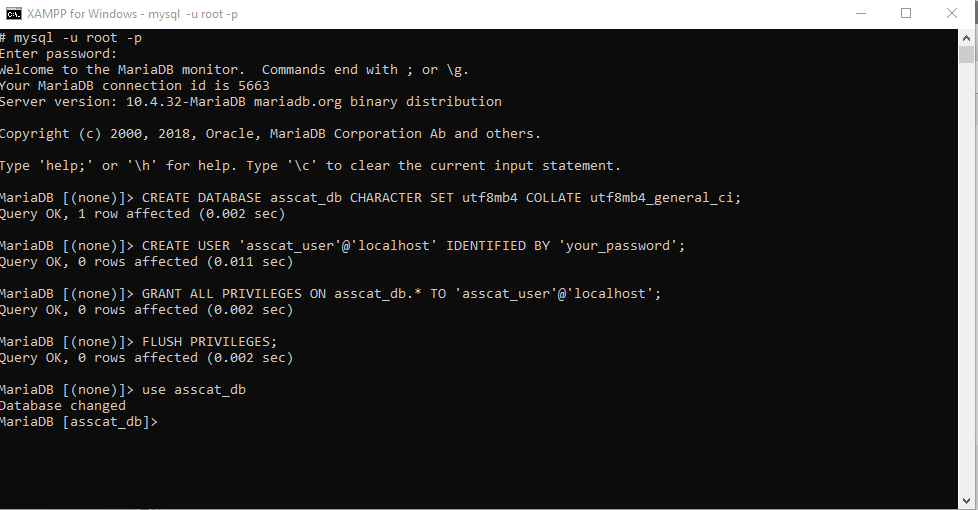 XAMPP for Windows - mysql -u root -p
# mysql -u root -p
Enter password:
Welcome to the MariaDB monitor.  Commands end with ; or \g.
Your MariaDB connection id is 5663
Server version: 10.4.32-MariaDB mariadb.org binary distribution
Copyright (c) 2000, 2018, Oracle, MariaDB Corporation Ab and others.
Type 'help;' or '\h' for help. Type '\c' to clear the current input statement.
MariaDB [(none)]> CREATE DATABASE asscat_db CHARACTER SET utf8mb4 COLLATE utf8mb4_general_ci;
Query OK, 1 row affected (0.002 sec)
MariaDB [(none)]> CREATE USER 'asscat_user'@'localhost' IDENTIFIED BY 'your_password';
Query OK, 0 rows affected (0.011 sec)
MariaDB [(none)]> GRANT ALL PRIVILEGES ON asscat_db.* TO 'asscat_user'@'localhost';
Query OK, 0 rows affected (0.002 sec)
MariaDB [(none)]> FLUSH PRIVILEGES;
Query OK, 0 rows affected (0.002 sec)
MariaDB [(none)]> use asscat_db
Database changed
MariaDB [asscat_db]>